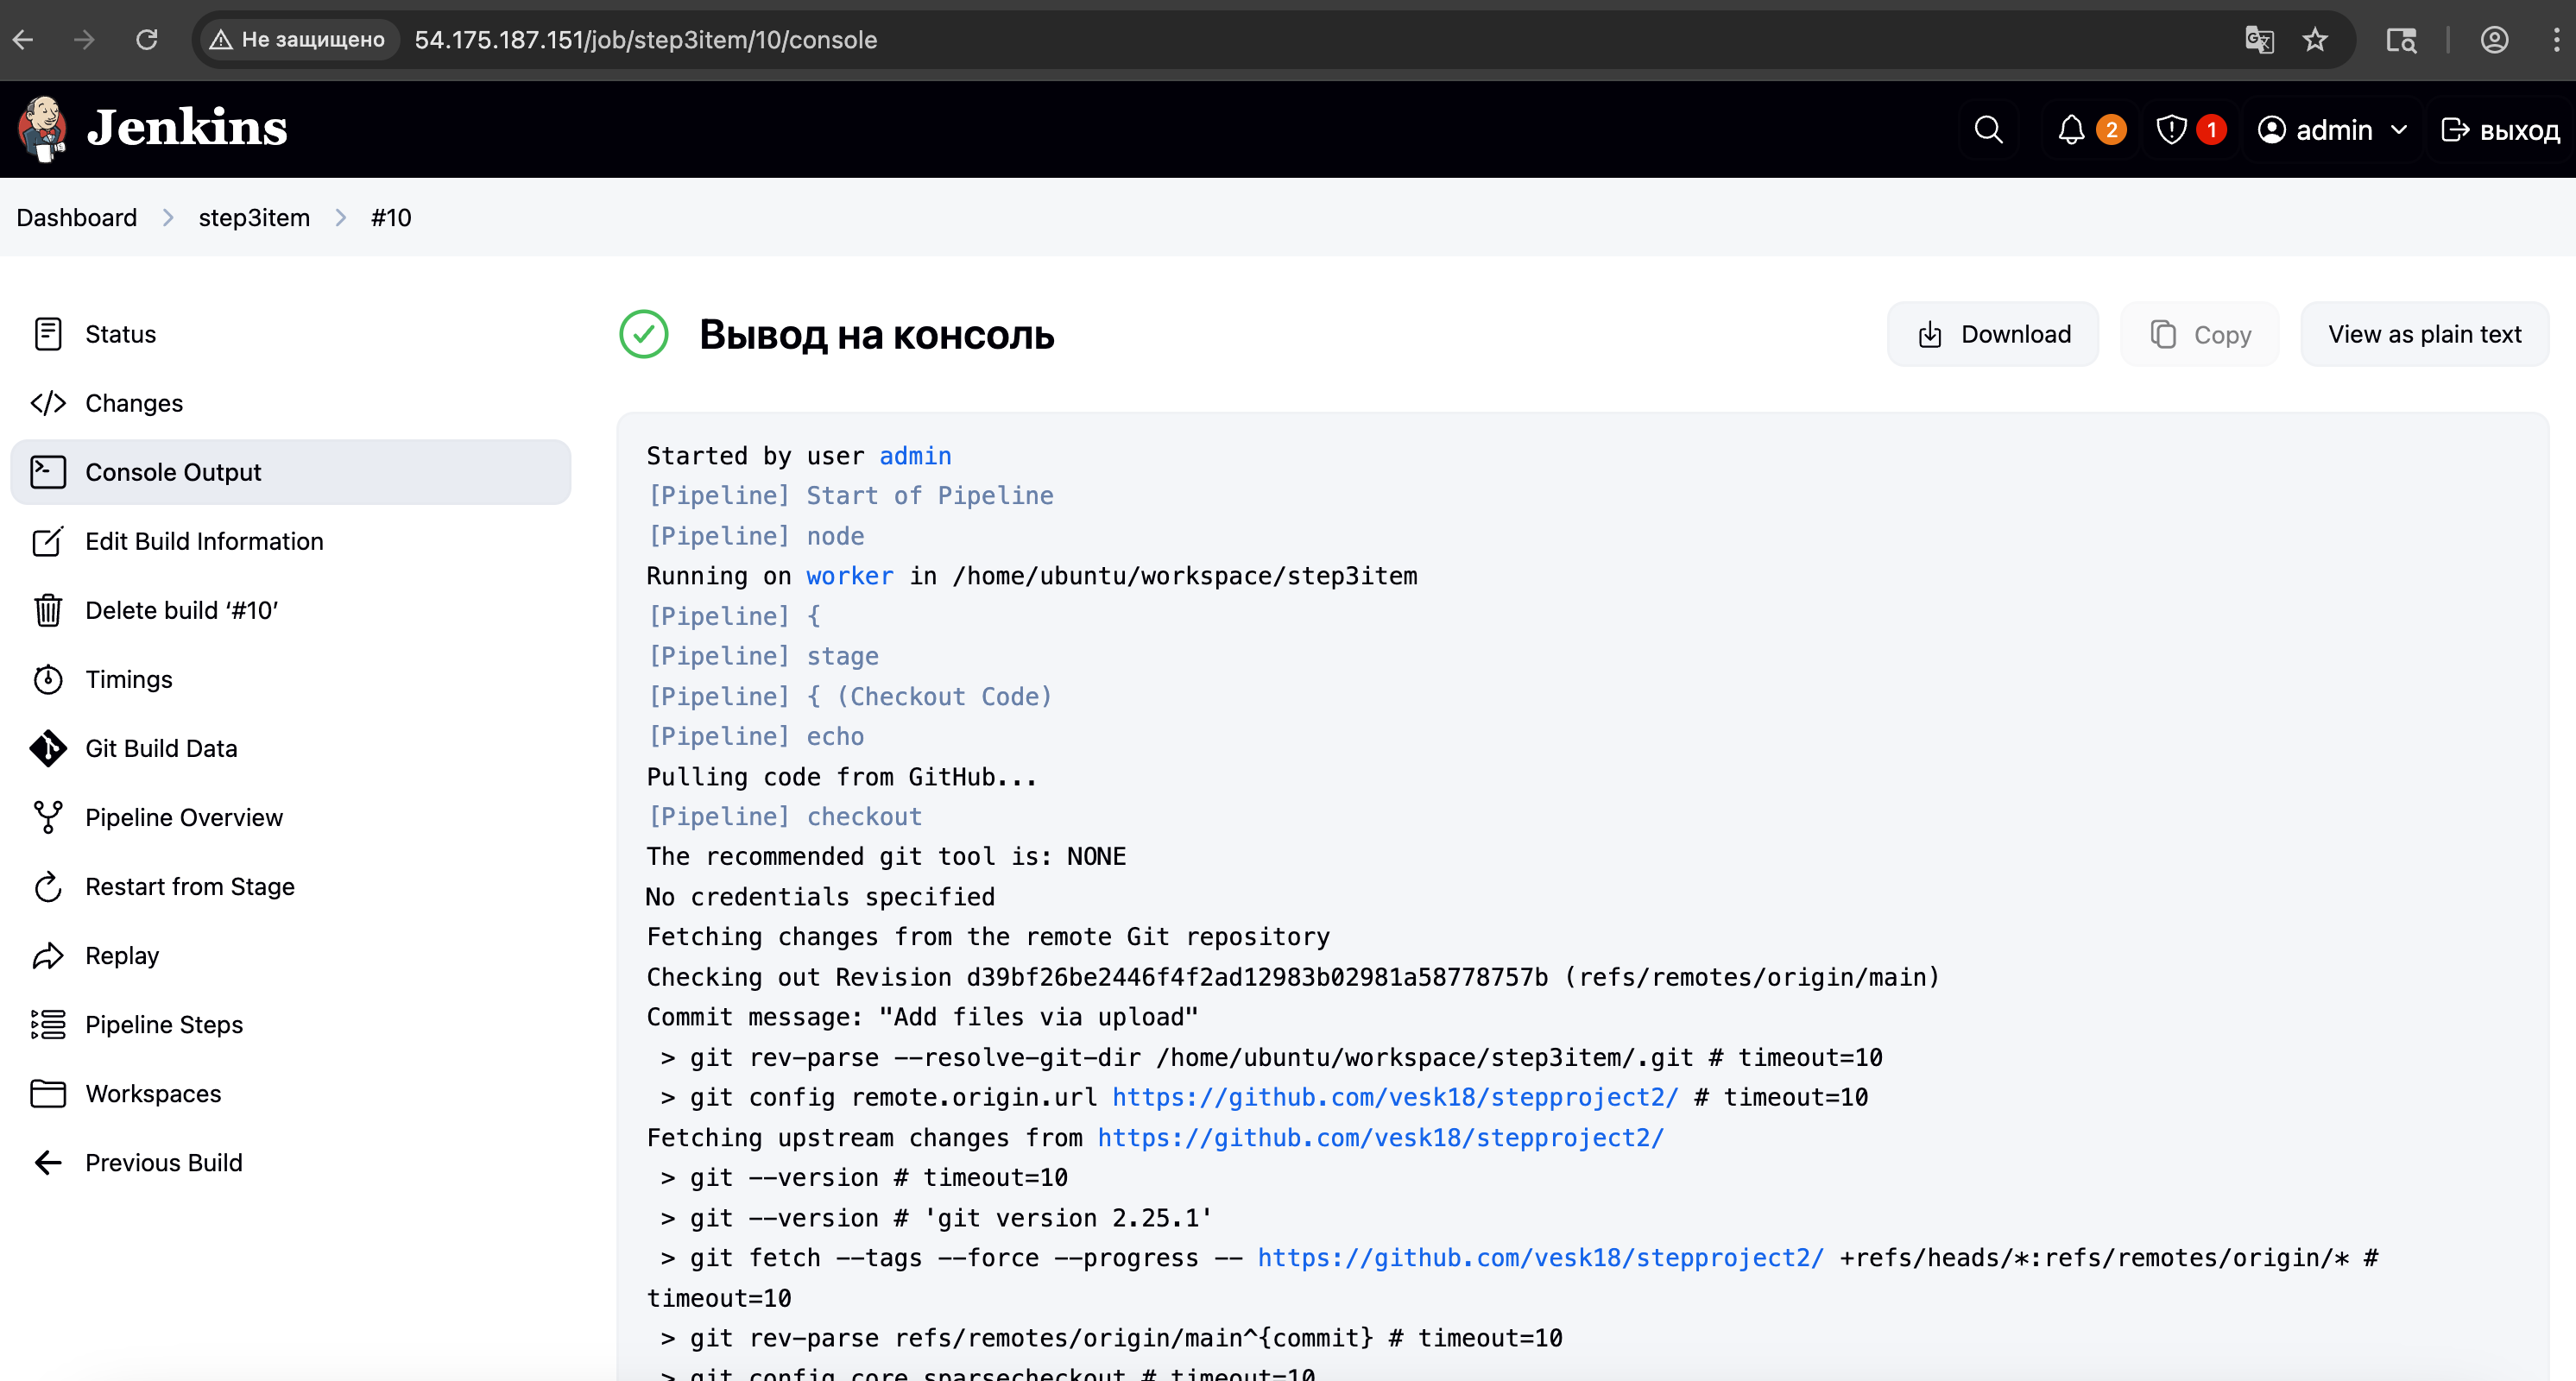 Не защищено 54.175.187.151/job/step3item/10/console
Jenkins
2
1
admin
выход
Dashboard > step3item > #10
Status
Changes
Console Output
Edit Build Information
Delete build ‘#10’
Timings
Git Build Data
Pipeline Overview
Restart from Stage
Replay
Pipeline Steps
Workspaces
Previous Build
Вывод на консоль
Download
Copy
View as plain text
Started by user admin
[Pipeline] Start of Pipeline
[Pipeline] node
Running on worker in /home/ubuntu/workspace/step3item
[Pipeline] {
[Pipeline] stage
[Pipeline] { (Checkout Code)
[Pipeline] echo
Pulling code from GitHub...
[Pipeline] checkout
The recommended git tool is: NONE
No credentials specified
Fetching changes from the remote Git repository
Checking out Revision d39bf26be2446f4f2ad12983b02981a58778757b (refs/remotes/origin/main)
Commit message: "Add files via upload"
> git rev-parse --resolve-git-dir /home/ubuntu/workspace/step3item/.git # timeout=10
> git config remote.origin.url https://github.com/vesk18/stepproject2/ # timeout=10
Fetching upstream changes from https://github.com/vesk18/stepproject2/
> git --version # timeout=10
> git --version # 'git version 2.25.1'
> git fetch --tags --force --progress -- https://github.com/vesk18/stepproject2/ +refs/heads/*:refs/remotes/origin/* #
timeout=10
> git rev-parse refs/remotes/origin/main^{commit} # timeout=10
> git config core.sparsecheckout # timeout=10